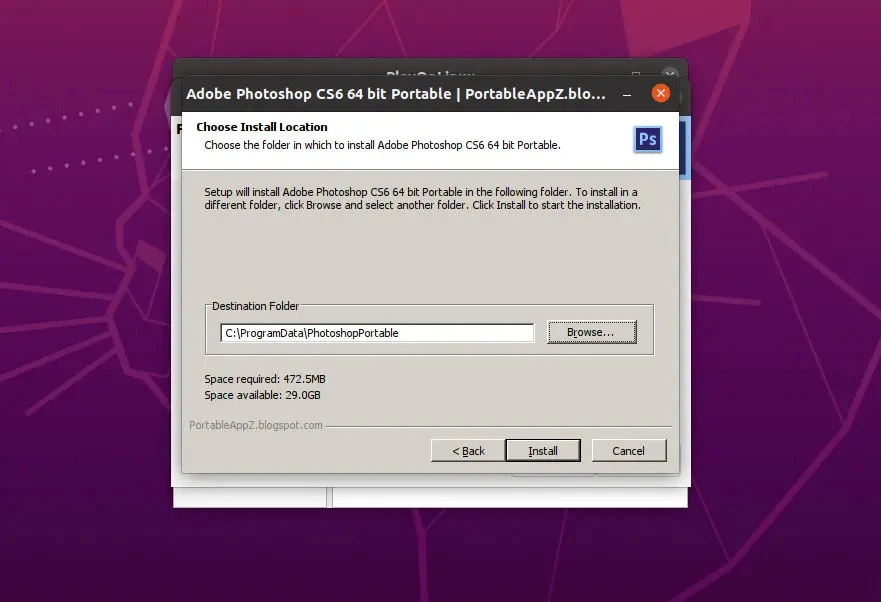 Adobe Photoshop CS6 64 bit Portable | PortableAppZ.blo...
Choose Install Location
Choose the folder in which to install Adobe Photoshop CS6 64 bit Portable.
Ps
Setup will install Adobe Photoshop CS6 64 bit Portable in the following folder. To install in a
different folder, click Browse and select another folder. Click Install to start the installation.
Destination Folder
C:\ProgramData\PhotoshopPortable
Browse...
Space required: 472.5MB
Space available: 29.0GB
PortableAppZ.blogspot.com
< Back
Install
Cancel